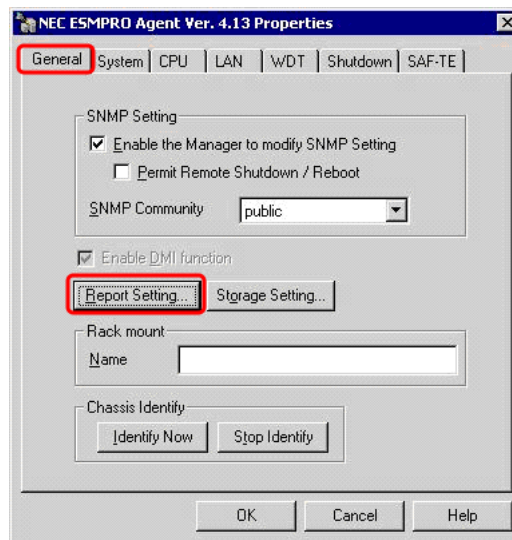 NEC ESMPRO Agent Ver. 4.13 Properties
General System CPU LAN WDT Shutdown SAF-TE
SNMP Setting
Enable the Manager to modify SNMP Setting
Permit Remote Shutdown / Reboot
SNMP Community public
Enable DMI function
Report Setting... Storage Setting...
Rack mount
Name
Chassis Identify
Identify Now Stop Identify
OK Cancel Help